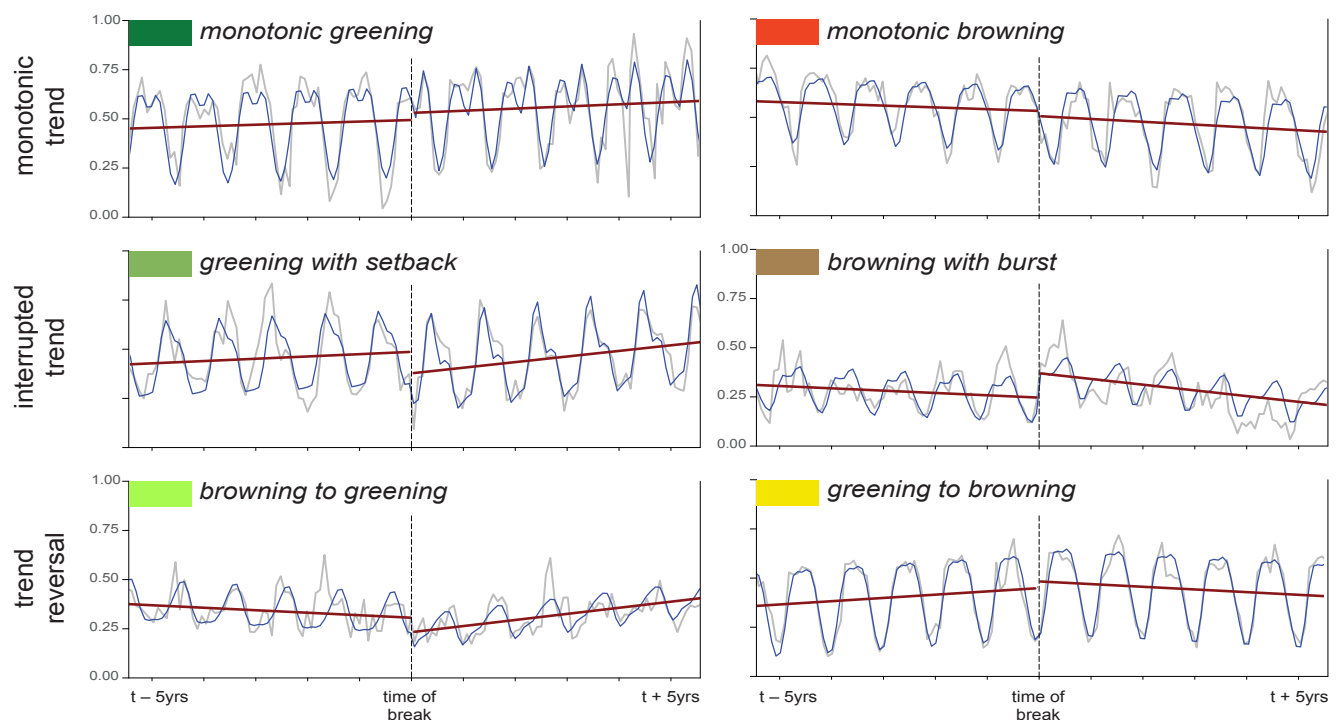 monotonic
trend
1.00
0.75
0.50
0.25
0.00
monotonic greening
monotonic browning
interrupted
trend
greening with setback
1.00
0.75
0.25
0.00
browning with burst
trend
reversal
1.00
0.75
0.50
0.25
0.00
browning to greening
greening to browning
t – 5yrs
time of
break
t + 5yrs
t – 5yrs
time of
break
t + 5yrs